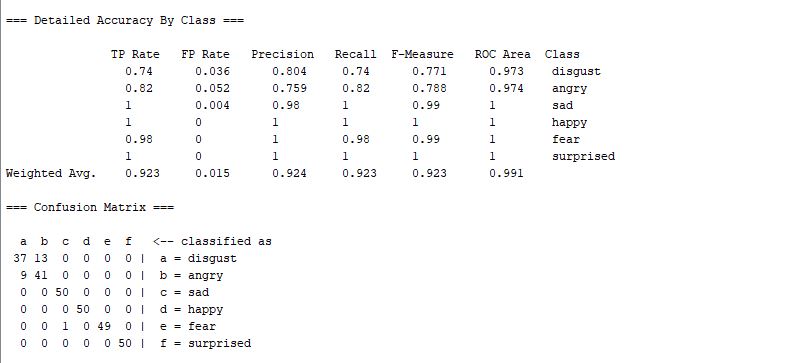 === Detailed Accuracy By Class ===
TP Rate FP Rate Precision Recall F-Measure ROC Area Class
0.74 0.036 0.804 0.74 0.771 0.973 disgust
0.82 0.052 0.759 0.82 0.788 0.974 angry
1 0.004 0.98 1 0.99 1 sad
1 0 1 1 1 1 happy
0.98 0 1 0.98 0.99 1 fear
1 0 1 1 1 1 surprised
Weighted Avg. 0.923 0.015 0.924 0.923 0.923 0.991
=== Confusion Matrix ===
a b c d e f <-- classified as
37 13 0 0 0 0 | a = disgust
9 41 0 0 0 0 | b = angry
0 0 50 0 0 0 | c = sad
0 0 0 50 0 0 | d = happy
0 0 1 0 49 0 | e = fear
0 0 0 0 0 50 | f = surprised